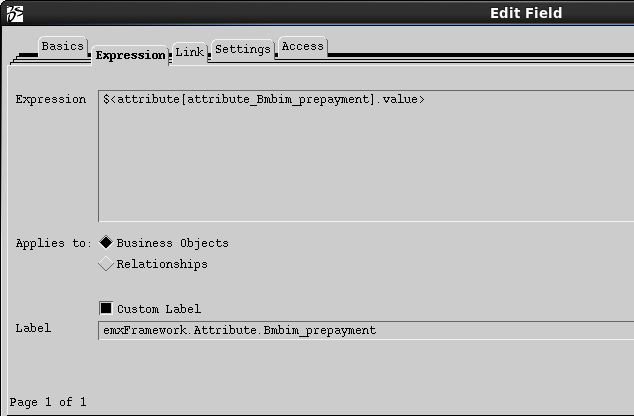 Edit Field
Basics Expression Link Settings Access
Expression $<attribute[attribute_Bmbim_prepayment].value>
Applies to: Business Objects
Relationships
Custom Label
Label emxFramework.Attribute.Bmbim_prepayment
Page 1 of 1